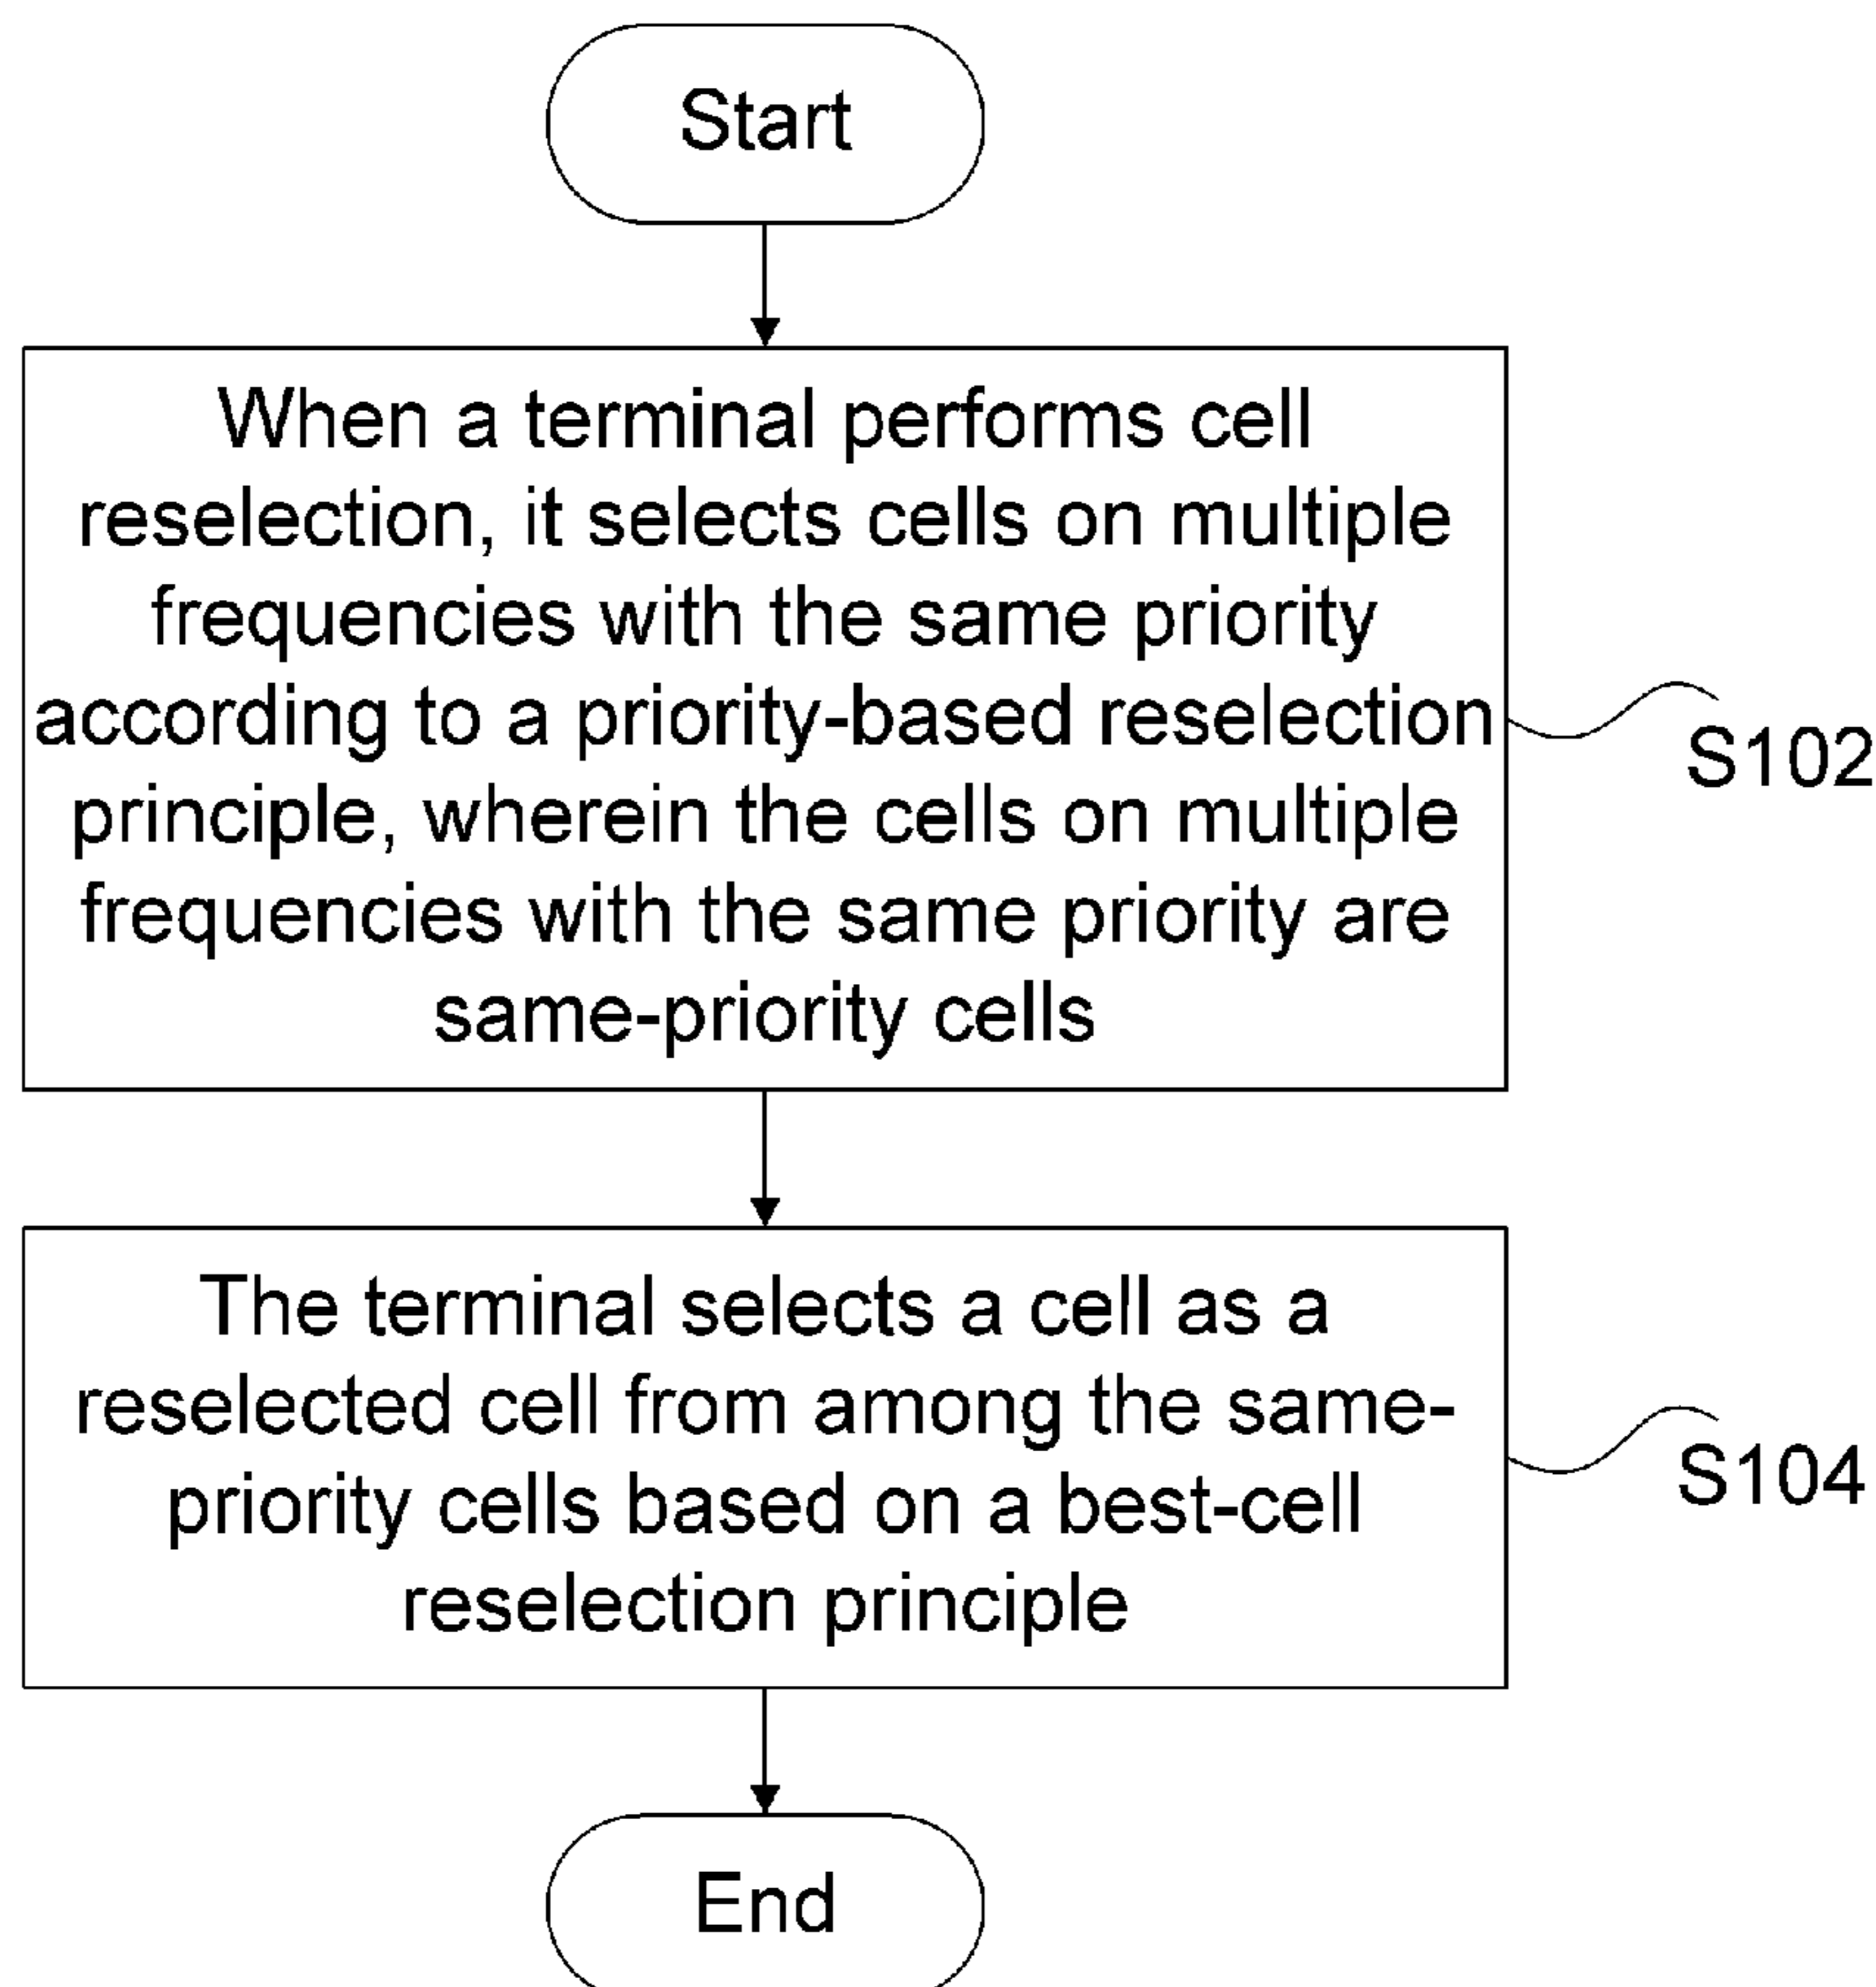 Start
When a terminal performs cell
reselection, it selects cells on multiple
frequencies with the same priority
according to a priority-based reselection
principle, wherein the cells on multiple
frequencies with the same priority are
same-priority cells
S102
The terminal selects a cell as a
reselected cell from among the same-
priority cells based on a best-cell
reselection principle
S104
End